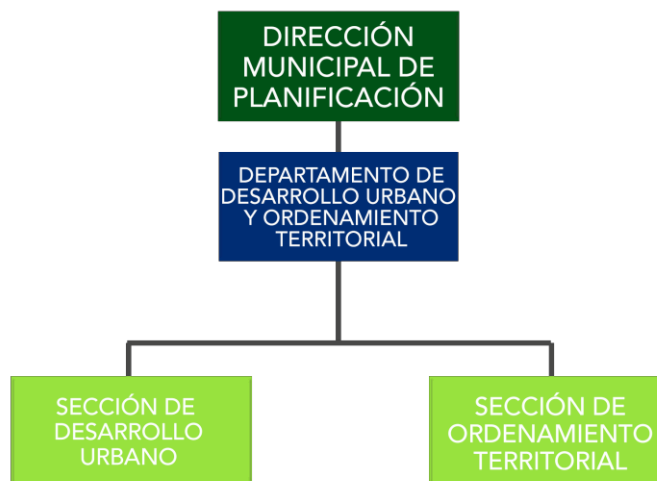 DIRECCIÓN
MUNICIPAL DE
PLANIFICACIÓN
DEPARTAMENTO DE
DESARROLLO URBANO
Y ORDENAMIENTO
TERRITORIAL
SECCIÓN DE
DESARROLLO
URBANO
SECCIÓN DE
ORDENAMIENTO
TERRITORIAL